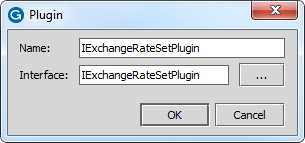 Plugin
Name: IExchangeRateSetPlugin
Interface: IExchangeRateSetPlugin ...
OK Cancel